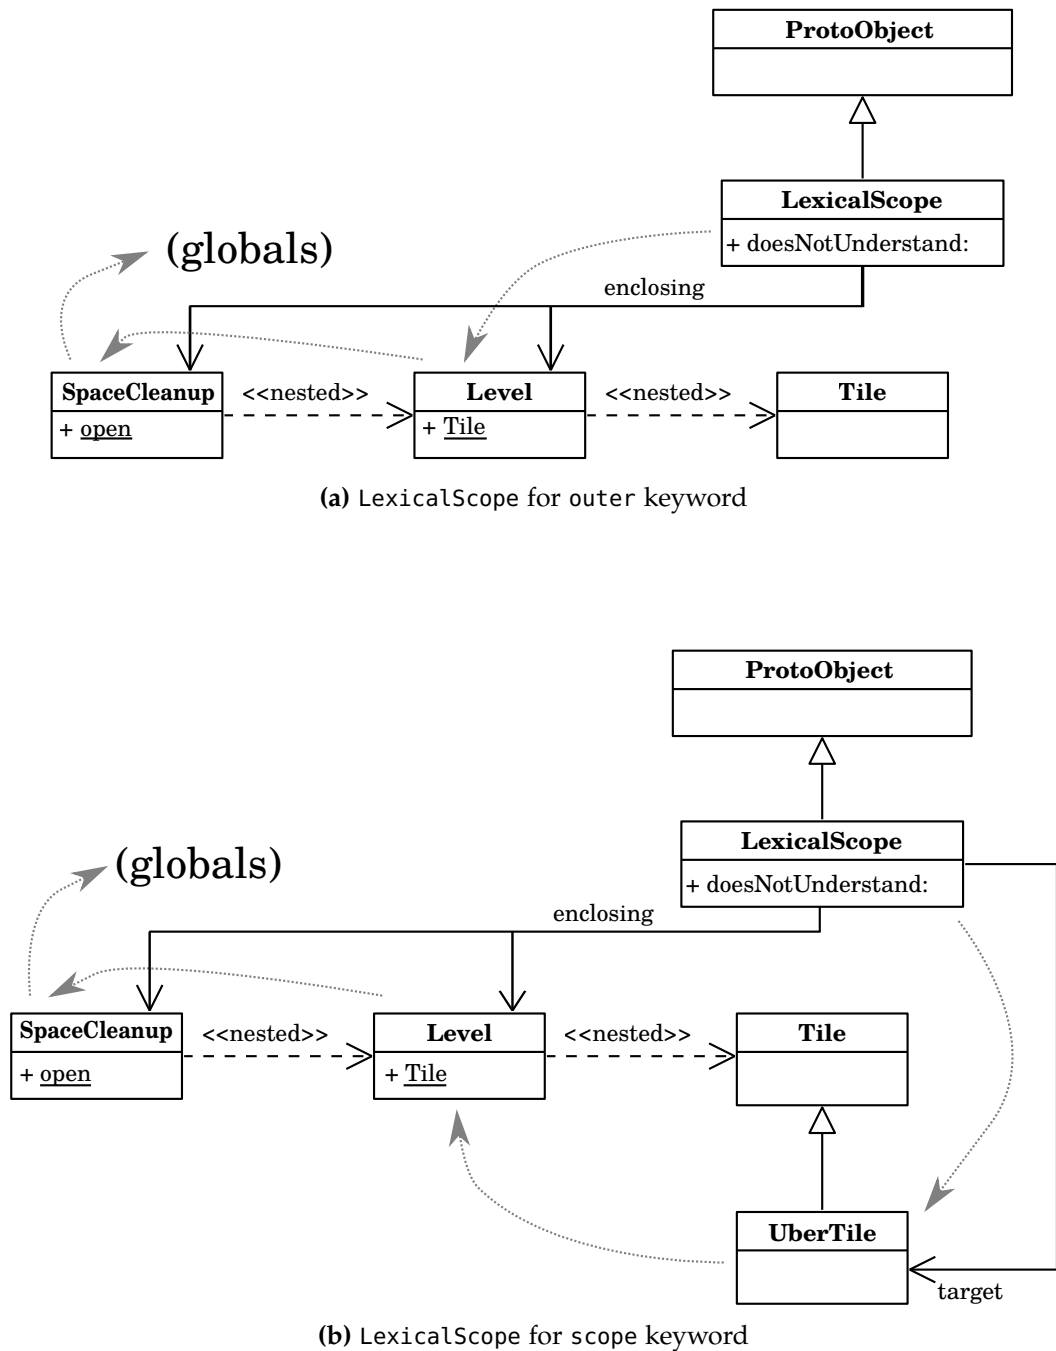 ProtoObject
LexicalScope
+ doesNotUnderstand:
(globals)
enclosing
SpaceCleanup
+ open
<<nested>>
Level
+ Tile
<<nested>>
Tile
(a) LexicalScope for outer keyword
ProtoObject
LexicalScope
+ doesNotUnderstand:
(globals)
enclosing
SpaceCleanup
+ open
<<nested>>
Level
+ Tile
<<nested>>
Tile
UberTile
target
(b) LexicalScope for scope keyword